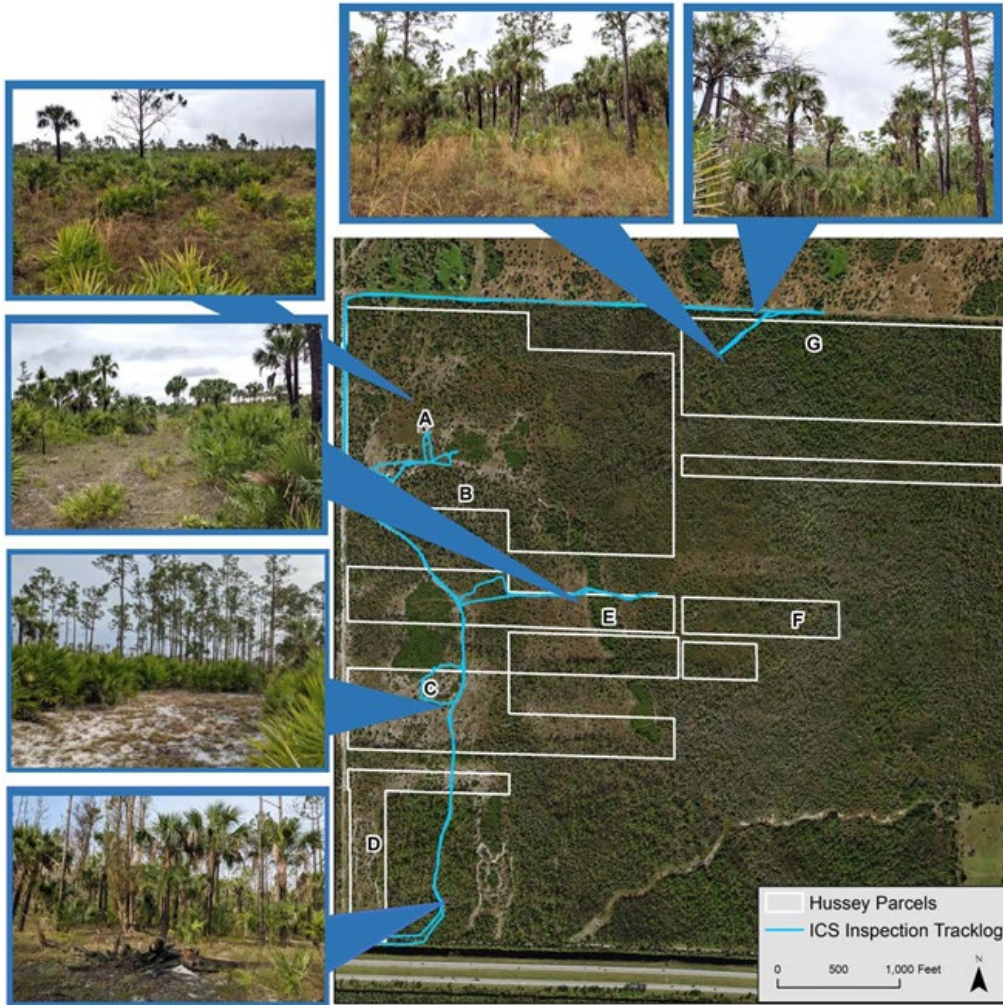 G
A
B
E
F
C
D
Hussey Parcels
ICS Inspection Tracklog
N
0 500 1,000 Feet